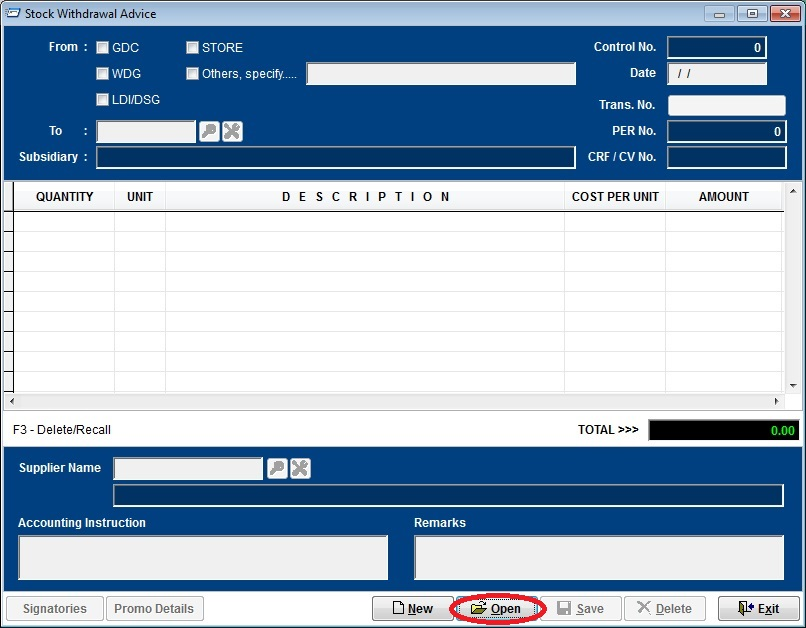 Stock Withdrawal Advice
From : GDC STORE Control No. 0
WDG Others, specify..... Date / /
LDI/DSG Trans. No.
To : PER No. 0
Subsidiary : CRF / CV No.
QUANTITY UNIT D E S C R I P T I O N COST PER UNIT AMOUNT
F3 - Delete/Recall TOTAL >>> 0.00
Supplier Name
Accounting Instruction Remarks
Signatories Promo Details New Open Save Delete Exit